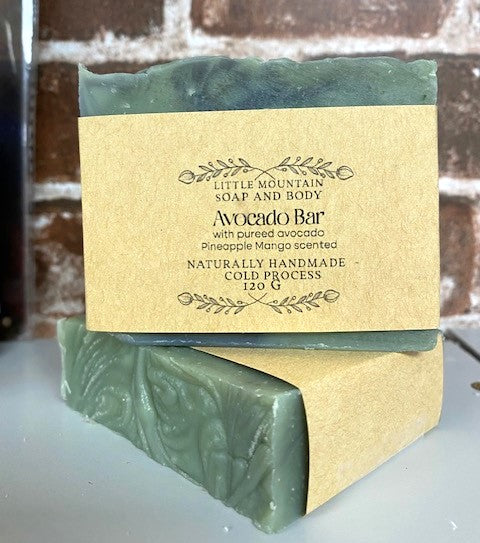 LITTLE MOUNTAIN
SOAP AND BODY
Avocado Bar
with pureed avocado
Pineapple Mango scented
NATURALLY HANDMADE
COLD PROCESS
120 G